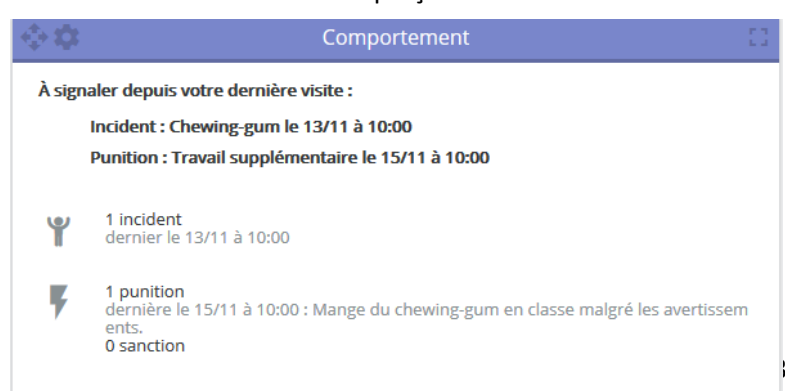 Comportement
À signaler depuis votre dernière visite :
Incident : Chewing-gum le 13/11 à 10:00
Punition : Travail supplémentaire le 15/11 à 10:00
1 incident
dernier le 13/11 à 10:00
1 punition
dernière le 15/11 à 10:00 : Mange du chewing-gum en classe malgré les avertissem
ents.
0 sanction